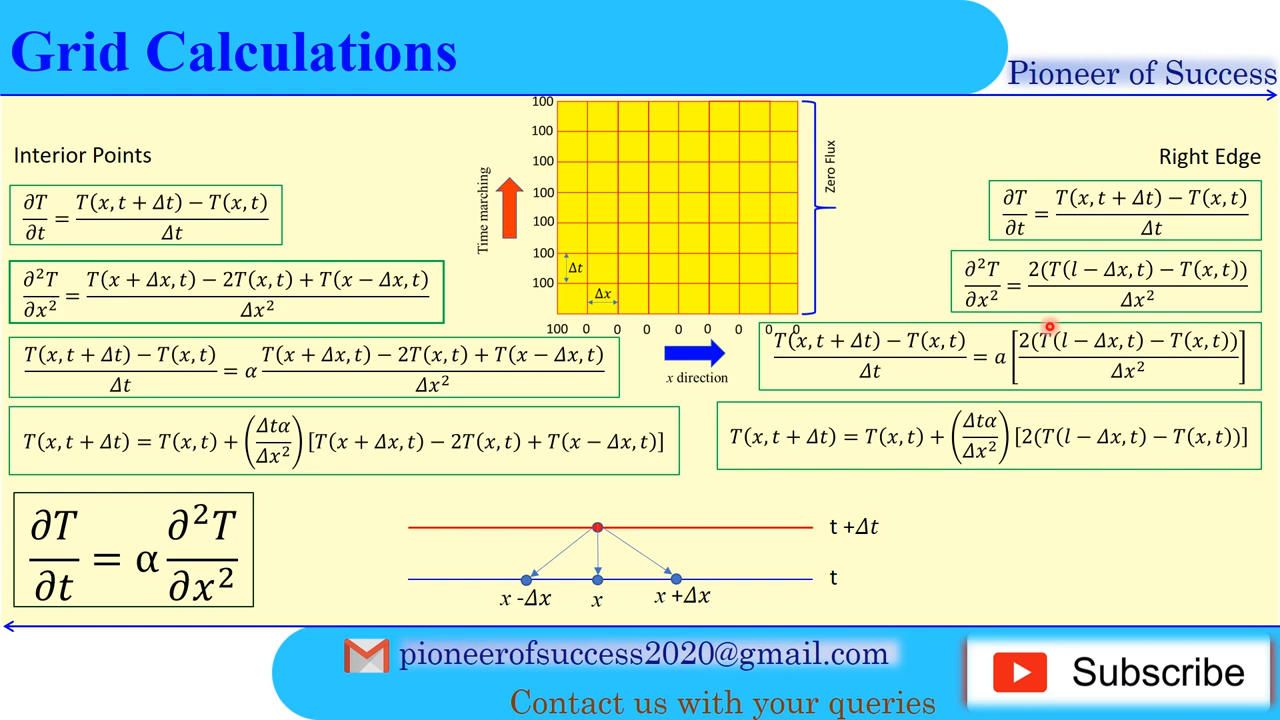 Grid Calculations
Pioneer of Success
Interior Points
∂T/∂t = (T(x, t + Δt) − T(x, t))/Δt
∂²T/∂x² = (T(x + Δx, t) − 2T(x, t) + T(x − Δx, t))/Δx²
(T(x, t + Δt) − T(x, t))/Δt = α (T(x + Δx, t) − 2T(x, t) + T(x − Δx, t))/Δx²
T(x, t + Δt) = T(x, t) + (Δtα/Δx²) [T(x + Δx, t) − 2T(x, t) + T(x − Δx, t)]
∂T/∂t = α ∂²T/∂x²
Time marching
100
100
100
100
100
100
100
Δt
Δx
100 0 0 0 0 0 0 0 0
x direction
Zero Flux
Right Edge
∂T/∂t = (T(x, t + Δt) − T(x, t))/Δt
∂²T/∂x² = 2(T(l − Δx, t) − T(x, t))/Δx²
(T(x, t + Δt) − T(x, t))/Δt = a [2(T(l − Δx, t) − T(x, t))/Δx²]
T(x, t + Δt) = T(x, t) + (Δtα/Δx²) [2(T(l − Δx, t) − T(x, t))]
t +Δt
t
x -Δx x x +Δx
pioneerofsuccess2020@gmail.com
Contact us with your queries
Subscribe